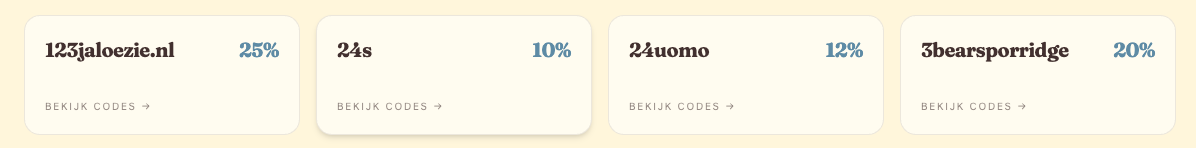 123jaloezie.nl 25%
BEKIJK CODES →
24s 10%
BEKIJK CODES →
24uomo 12%
BEKIJK CODES →
3bearsporridge 20%
BEKIJK CODES →